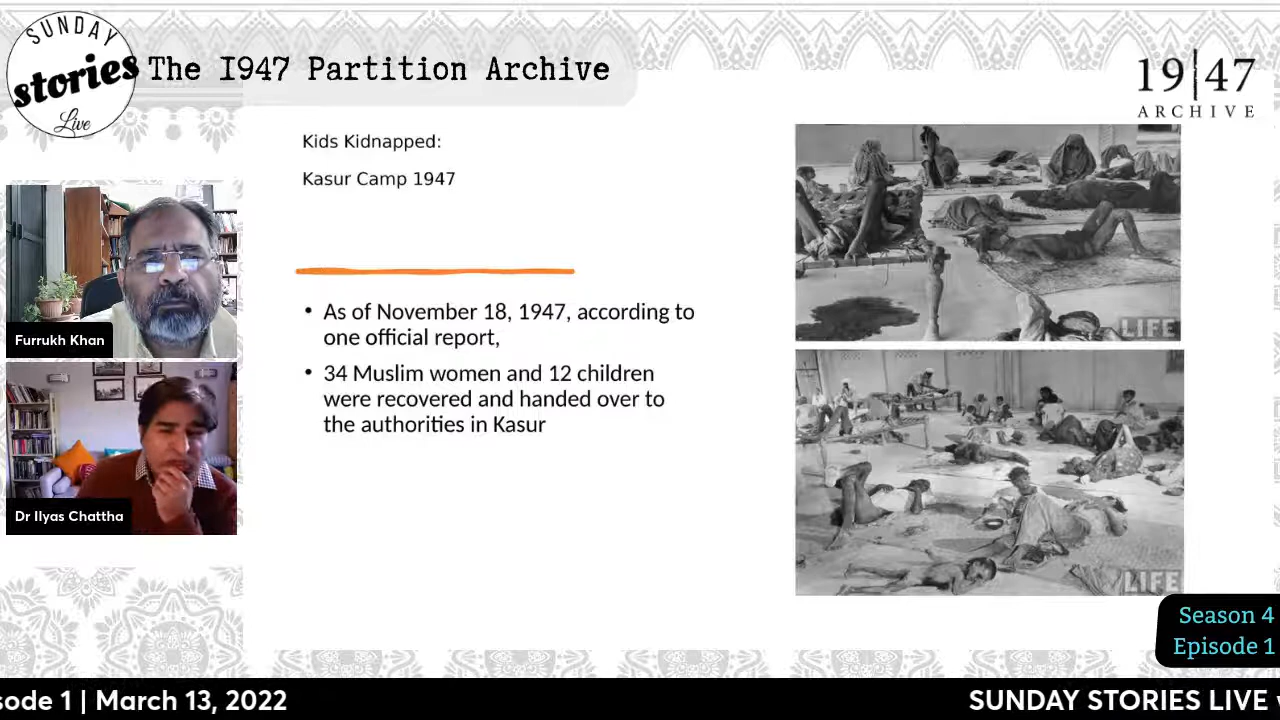 SUNDAY
stories
Live
The 1947 Partition Archive
19|47
ARCHIVE
Kids Kidnapped:
Kasur Camp 1947
Furrukh Khan
Dr Ilyas Chattha
• As of November 18, 1947, according to
one official report,
• 34 Muslim women and 12 children
were recovered and handed over to
the authorities in Kasur
LIFE
LIFE
Season 4
Episode 1
sode 1 | March 13, 2022
SUNDAY STORIES LIVE